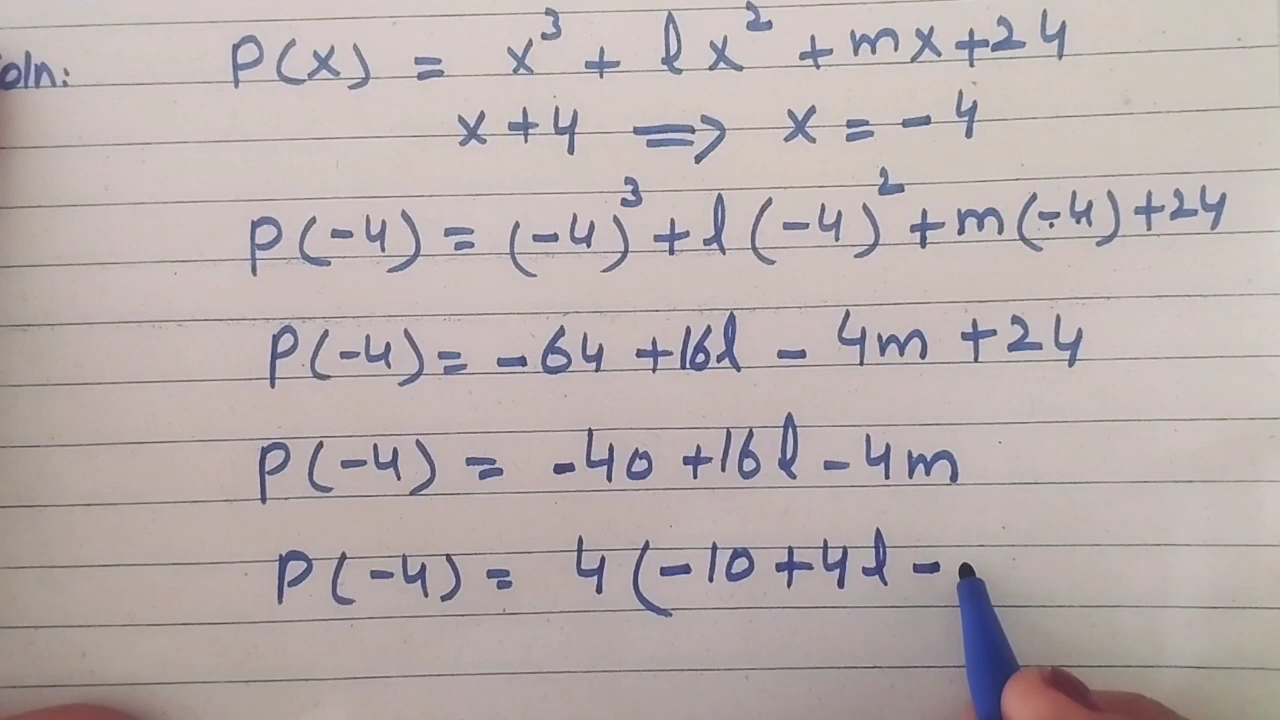 oln: P(x) = x³ + lx² + mx + 24
x + 4 ⟹ x = -4
P(-4) = (-4)³ + l(-4)² + m(-4) + 24
P(-4) = -64 + 16l - 4m + 24
P(-4) = -40 + 16l - 4m
P(-4) = 4(-10 + 4l -